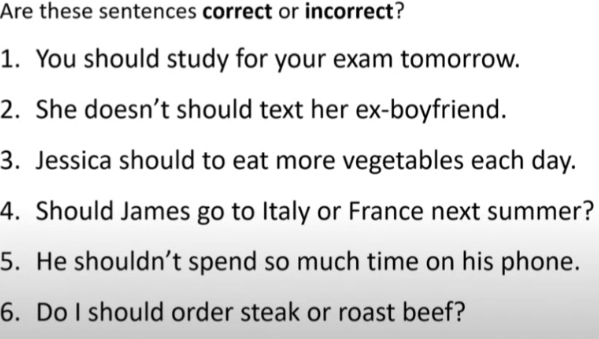 Are these sentences correct or incorrect?
1. You should study for your exam tomorrow.
2. She doesn’t should text her ex-boyfriend.
3. Jessica should to eat more vegetables each day.
4. Should James go to Italy or France next summer?
5. He shouldn’t spend so much time on his phone.
6. Do I should order steak or roast beef?